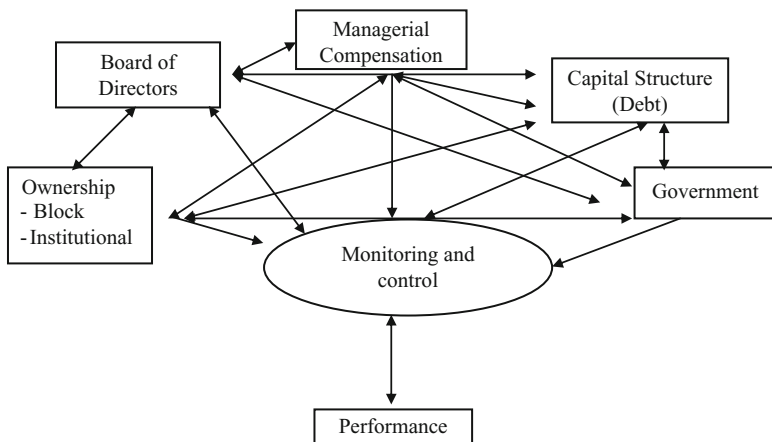 Managerial
Compensation
Board of
Directors
Capital Structure
(Debt)
Ownership
- Block
-Institutional
Government
Monitoring and
control
Performance